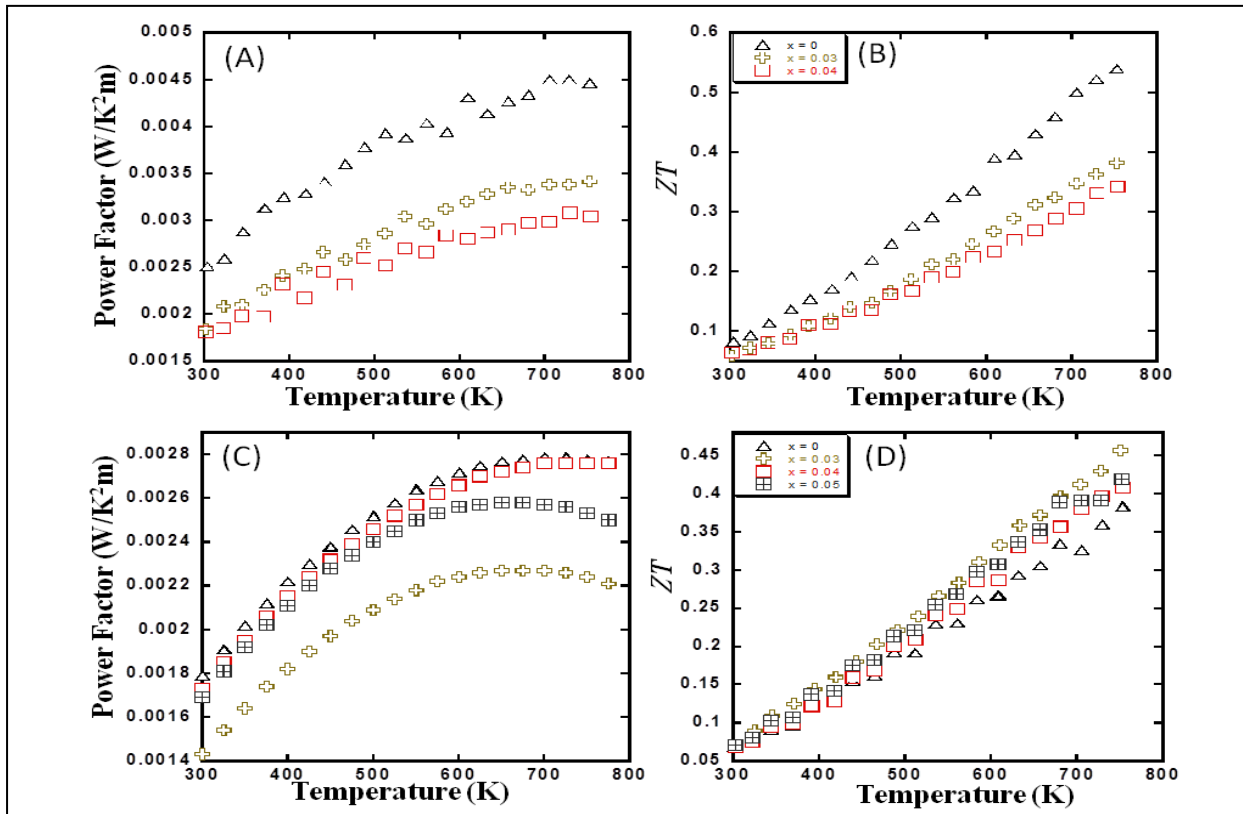 (A)
Power Factor (W/K²m)
0.005
0.0045
0.004
0.0035
0.003
0.0025
0.002
0.0015
300 400 500 600 700 800
Temperature (K)
(B)
x = 0
x = 0.03
x = 0.04
ZT
0.6
0.5
0.4
0.3
0.2
0.1
300 400 500 600 700 800
Temperature (K)
(C)
Power Factor (W/K²m)
0.0028
0.0026
0.0024
0.0022
0.002
0.0018
0.0016
0.0014
300 400 500 600 700 800
Temperature (K)
(D)
x = 0
x = 0.03
x = 0.04
x = 0.05
ZT
0.45
0.4
0.35
0.3
0.25
0.2
0.15
0.1
0.05
300 400 500 600 700 800
Temperature (K)